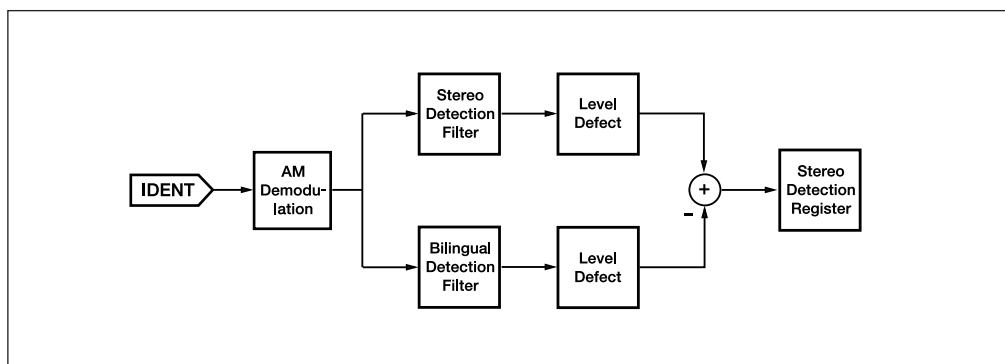 IDENT
AM
Demodu-
lation
Stereo
Detection
Filter
Level
Defect
Bilingual
Detection
Filter
Level
Defect
+
−
Stereo
Detection
Register